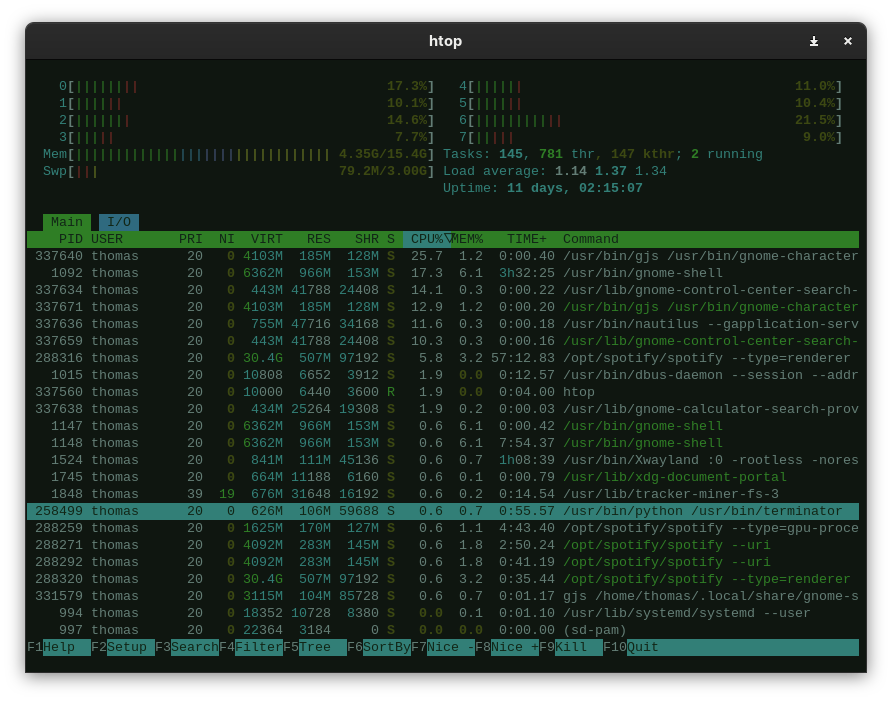 htop
0[||||||||| 17.3%] 4[|||||| 11.0%]
1[|||||| 10.1%] 5[|||||| 10.4%]
2[||||||| 14.6%] 6[||||||||||| 21.5%]
3[||||| 7.7%] 7[||||| 9.0%]
Mem[|||||||||||||||||||||||||||||||| 4.35G/15.4G] Tasks: 145, 781 thr, 147 kthr; 2 running
Swp[||| 79.2M/3.00G] Load average: 1.14 1.37 1.34
Uptime: 11 days, 02:15:07
Main I/O
PID USER PRI NI VIRT RES SHR S CPU%▽MEM% TIME+ Command
337640 thomas 20 0 4103M 185M 128M S 25.7 1.2 0:00.40 /usr/bin/gjs /usr/bin/gnome-character
1092 thomas 20 0 6362M 966M 153M S 17.3 6.1 3h32:25 /usr/bin/gnome-shell
337634 thomas 20 0 443M 41788 24408 S 14.1 0.3 0:00.22 /usr/lib/gnome-control-center-search-
337671 thomas 20 0 4103M 185M 128M S 12.9 1.2 0:00.20 /usr/bin/gjs /usr/bin/gnome-character
337636 thomas 20 0 755M 47716 34168 S 11.6 0.3 0:00.18 /usr/bin/nautilus --gapplication-serv
337659 thomas 20 0 443M 41788 24408 S 10.3 0.3 0:00.16 /usr/lib/gnome-control-center-search-
288316 thomas 20 0 30.4G 507M 97192 S 5.8 3.2 57:12.83 /opt/spotify/spotify --type=renderer
1015 thomas 20 0 10808 6652 3912 S 1.9 0.0 0:12.57 /usr/bin/dbus-daemon --session --addr
337560 thomas 20 0 10000 6440 3600 R 1.9 0.0 0:04.00 htop
337638 thomas 20 0 434M 25264 19308 S 1.9 0.2 0:00.03 /usr/lib/gnome-calculator-search-prov
1147 thomas 20 0 6362M 966M 153M S 0.6 6.1 0:00.42 /usr/bin/gnome-shell
1148 thomas 20 0 6362M 966M 153M S 0.6 6.1 7:54.37 /usr/bin/gnome-shell
1524 thomas 20 0 841M 111M 45136 S 0.6 0.7 1h08:39 /usr/bin/Xwayland :0 -rootless -nores
1745 thomas 20 0 664M 11188 6160 S 0.6 0.1 0:00.79 /usr/lib/xdg-document-portal
1848 thomas 39 19 676M 31648 16192 S 0.6 0.2 0:14.54 /usr/lib/tracker-miner-fs-3
258499 thomas 20 0 626M 106M 59688 S 0.6 0.7 0:55.57 /usr/bin/python /usr/bin/terminator
288259 thomas 20 0 1625M 170M 127M S 0.6 1.1 4:43.40 /opt/spotify/spotify --type=gpu-proce
288271 thomas 20 0 4092M 283M 145M S 0.6 1.8 2:50.24 /opt/spotify/spotify --uri
288292 thomas 20 0 4092M 283M 145M S 0.6 1.8 0:41.19 /opt/spotify/spotify --uri
288320 thomas 20 0 30.4G 507M 97192 S 0.6 3.2 0:35.44 /opt/spotify/spotify --type=renderer
331579 thomas 20 0 3115M 104M 85728 S 0.6 0.7 0:01.17 gjs /home/thomas/.local/share/gnome-s
994 thomas 20 0 18352 10728 8380 S 0.0 0.1 0:01.10 /usr/lib/systemd/systemd --user
997 thomas 20 0 22364 3184 0 S 0.0 0.0 0:00.00 (sd-pam)
F1Help F2Setup F3SearchF4FilterF5Tree F6SortByF7Nice -F8Nice +F9Kill F10Quit